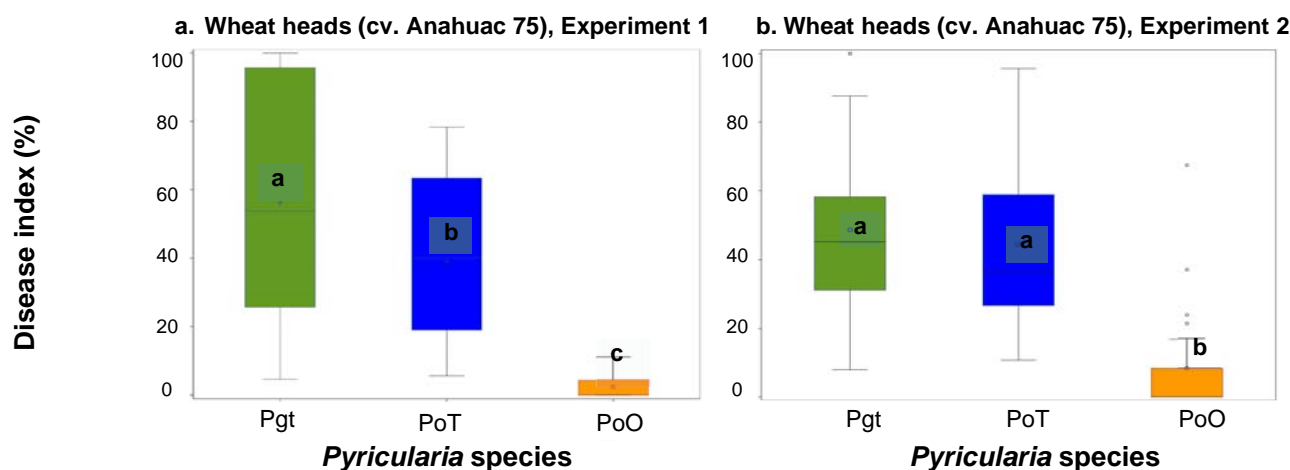 a. Wheat heads (cv. Anahuac 75), Experiment 1
b. Wheat heads (cv. Anahuac 75), Experiment 2
Disease index (%)
100
80
60
40
20
0
a
b
c
Pgt PoT PoO
Pyricularia species
100
80
60
40
20
0
a
a
b
Pgt PoT PoO
Pyricularia species